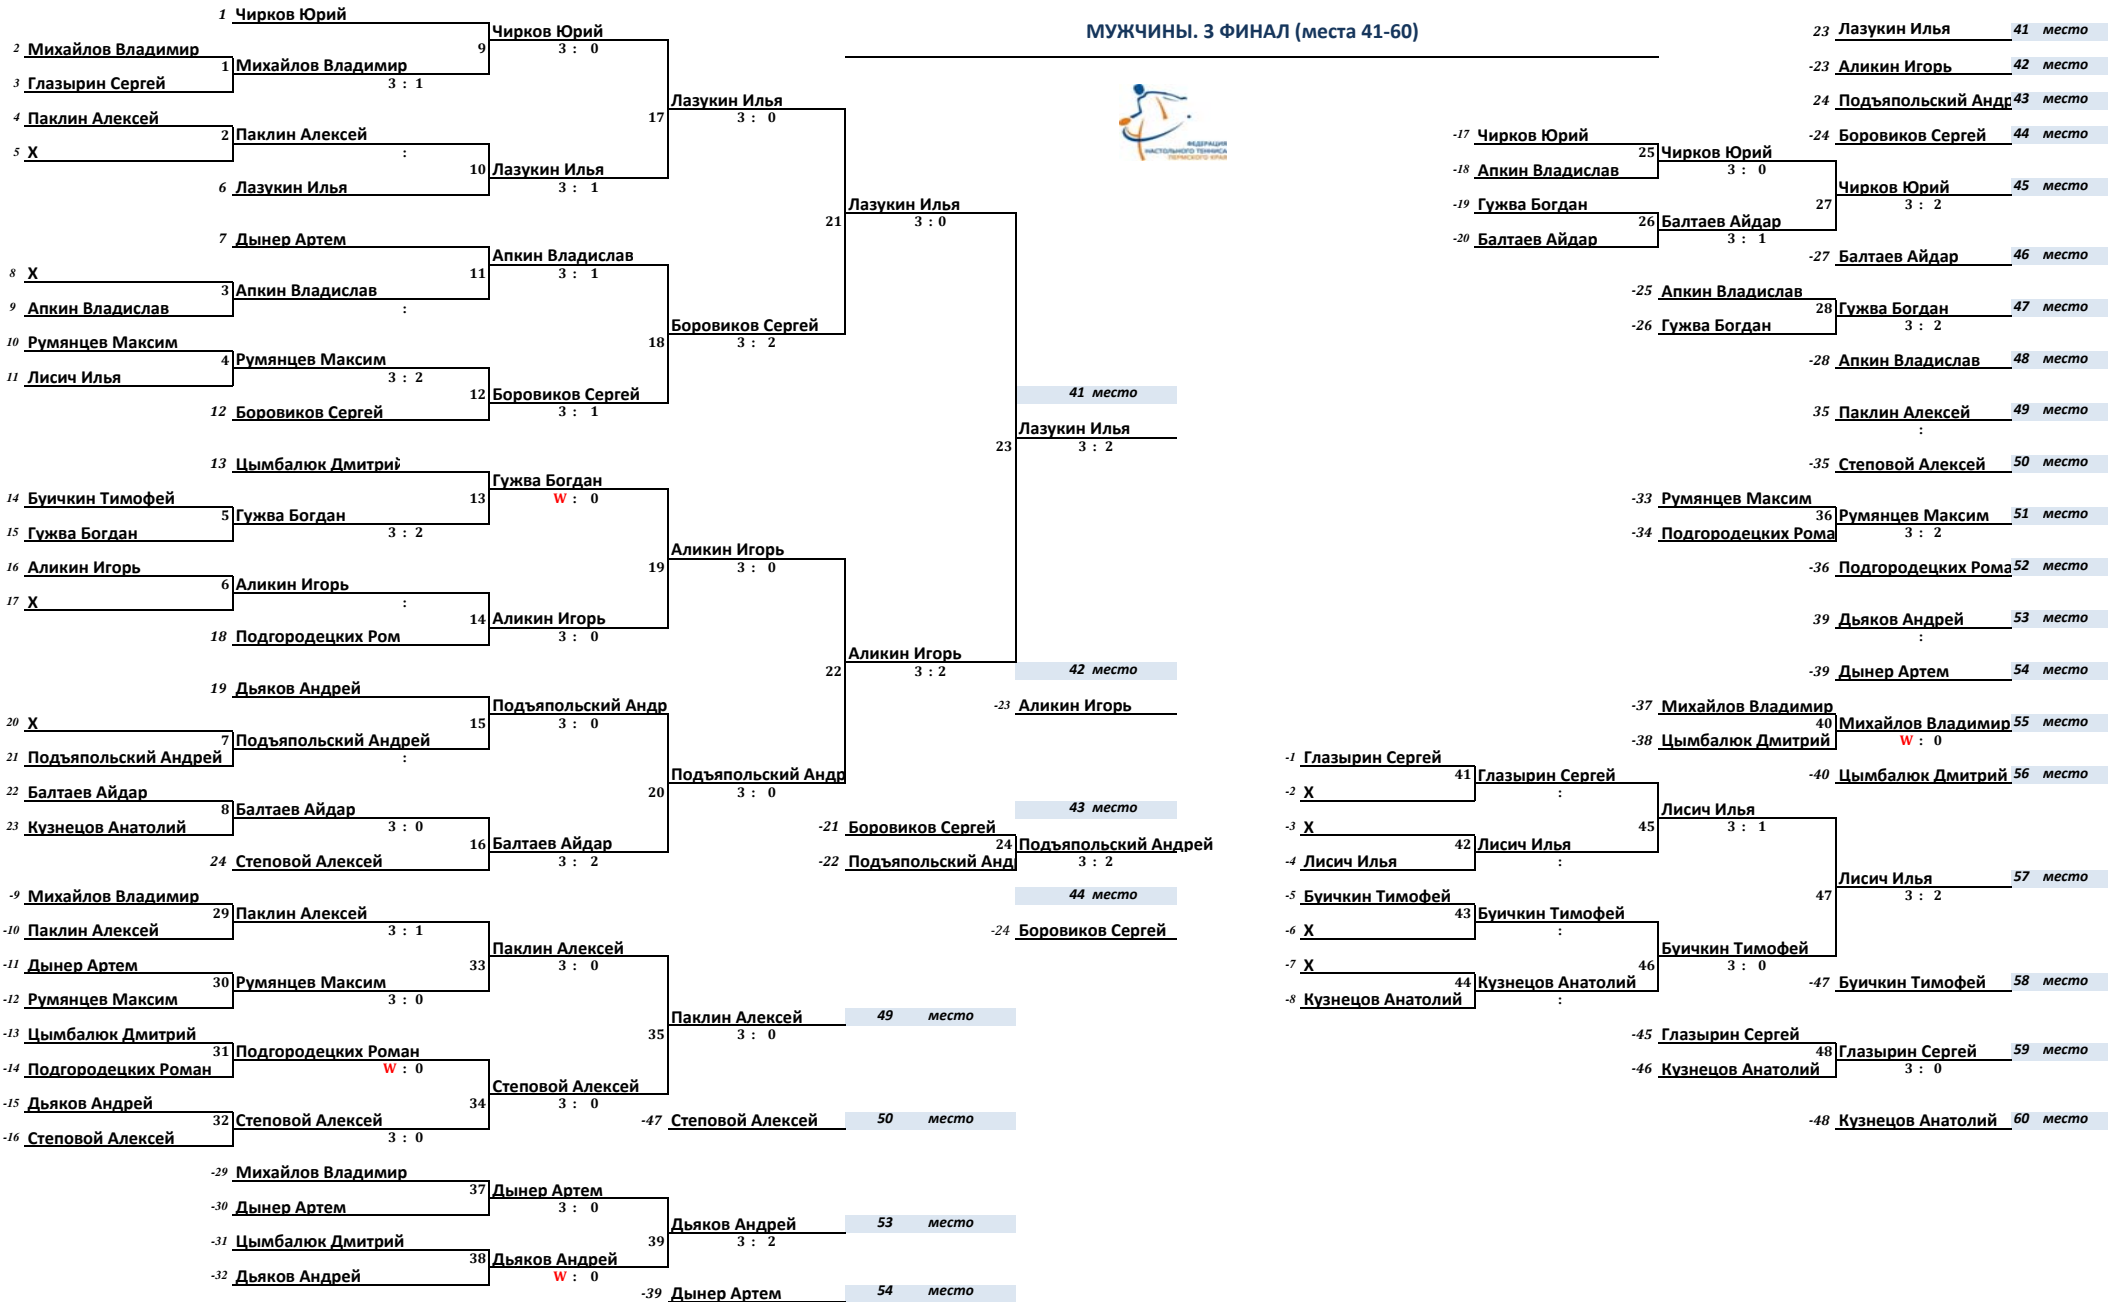 МУЖЧИНЫ. 3 ФИНАЛ (места 41-60)
ФЕДЕРАЦИЯ
НАСТОЛЬНОГО ТЕННИСА
ПЕРМСКОГО КРАЯ
1 Чирков Юрий
2 Михайлов Владимир
3 Глазырин Сергей
4 Паклин Алексей
5 Х
6 Лазукин Илья
7 Дынер Артем
8 Х
9 Апкин Владислав
10 Румянцев Максим
11 Лисич Илья
12 Боровиков Сергей
13 Цымбалюк Дмитрий
14 Буичкин Тимофей
15 Гужва Богдан
16 Аликин Игорь
17 Х
18 Подгородецких Ром
19 Дьяков Андрей
20 Х
21 Подъяпольский Андрей
22 Балтаев Айдар
23 Кузнецов Анатолий
24 Степовой Алексей
1 Михайлов Владимир
3 : 1
2 Паклин Алексей
:
3 Апкин Владислав
:
4 Румянцев Максим
3 : 2
5 Гужва Богдан
3 : 2
6 Аликин Игорь
:
7 Подъяпольский Андрей
:
8 Балтаев Айдар
3 : 0
9 Чирков Юрий
3 : 0
10 Лазукин Илья
3 : 1
11 Апкин Владислав
3 : 1
12 Боровиков Сергей
3 : 1
13 Гужва Богдан
W : 0
14 Аликин Игорь
3 : 0
15 Подъяпольский Андр
3 : 0
16 Балтаев Айдар
3 : 2
17 Лазукин Илья
3 : 0
18 Боровиков Сергей
3 : 2
19 Аликин Игорь
3 : 0
20 Подъяпольский Андр
3 : 0
21 Лазукин Илья
3 : 0
22 Аликин Игорь
3 : 2
41 место
23 Лазукин Илья
3 : 2
42 место
-23 Аликин Игорь
-21 Боровиков Сергей
-22 Подъяпольский Анд
43 место
24 Подъяпольский Андрей
3 : 2
44 место
-24 Боровиков Сергей
-9 Михайлов Владимир
-10 Паклин Алексей
-11 Дынер Артем
-12 Румянцев Максим
-13 Цымбалюк Дмитрий
-14 Подгородецких Роман
-15 Дьяков Андрей
-16 Степовой Алексей
29 Паклин Алексей
3 : 1
30 Румянцев Максим
3 : 0
31 Подгородецких Роман
W : 0
32 Степовой Алексей
3 : 0
33 Паклин Алексей
3 : 0
34 Степовой Алексей
3 : 0
35 Паклин Алексей 49 место
3 : 0
-47 Степовой Алексей 50 место
-29 Михайлов Владимир
-30 Дынер Артем
-31 Цымбалюк Дмитрий
-32 Дьяков Андрей
37 Дынер Артем
3 : 0
38 Дьяков Андрей
W : 0
39 Дьяков Андрей 53 место
3 : 2
-39 Дынер Артем 54 место
23 Лазукин Илья 41 место
-23 Аликин Игорь 42 место
24 Подъяпольский Андр 43 место
-24 Боровиков Сергей 44 место
-17 Чирков Юрий
-18 Апкин Владислав
-19 Гужва Богдан
-20 Балтаев Айдар
25 Чирков Юрий
3 : 0
26 Балтаев Айдар
3 : 1
27 Чирков Юрий 45 место
3 : 2
-27 Балтаев Айдар 46 место
-25 Апкин Владислав
-26 Гужва Богдан
28 Гужва Богдан 47 место
3 : 2
-28 Апкин Владислав 48 место
35 Паклин Алексей 49 место
:
-35 Степовой Алексей 50 место
-33 Румянцев Максим
-34 Подгородецких Рома
36 Румянцев Максим 51 место
3 : 2
-36 Подгородецких Рома 52 место
39 Дьяков Андрей 53 место
:
-39 Дынер Артем 54 место
-37 Михайлов Владимир
-38 Цымбалюк Дмитрий
40 Михайлов Владимир 55 место
W : 0
-40 Цымбалюк Дмитрий 56 место
-1 Глазырин Сергей
-2 Х
-3 Х
-4 Лисич Илья
-5 Буичкин Тимофей
-6 Х
-7 Х
-8 Кузнецов Анатолий
41 Глазырин Сергей
:
42 Лисич Илья
:
43 Буичкин Тимофей
:
44 Кузнецов Анатолий
:
45 Лисич Илья
3 : 1
46 Буичкин Тимофей
3 : 0
47 Лисич Илья 57 место
3 : 2
-47 Буичкин Тимофей 58 место
-45 Глазырин Сергей
-46 Кузнецов Анатолий
48 Глазырин Сергей 59 место
3 : 0
-48 Кузнецов Анатолий 60 место